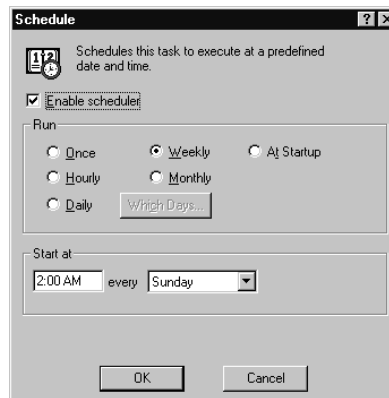 Schedule
Schedules this task to execute at a predefined
date and time.
Enable scheduler
Run
Once Weekly At Startup
Hourly Monthly
Daily Which Days...
Start at
2:00 AM every Sunday
OK Cancel